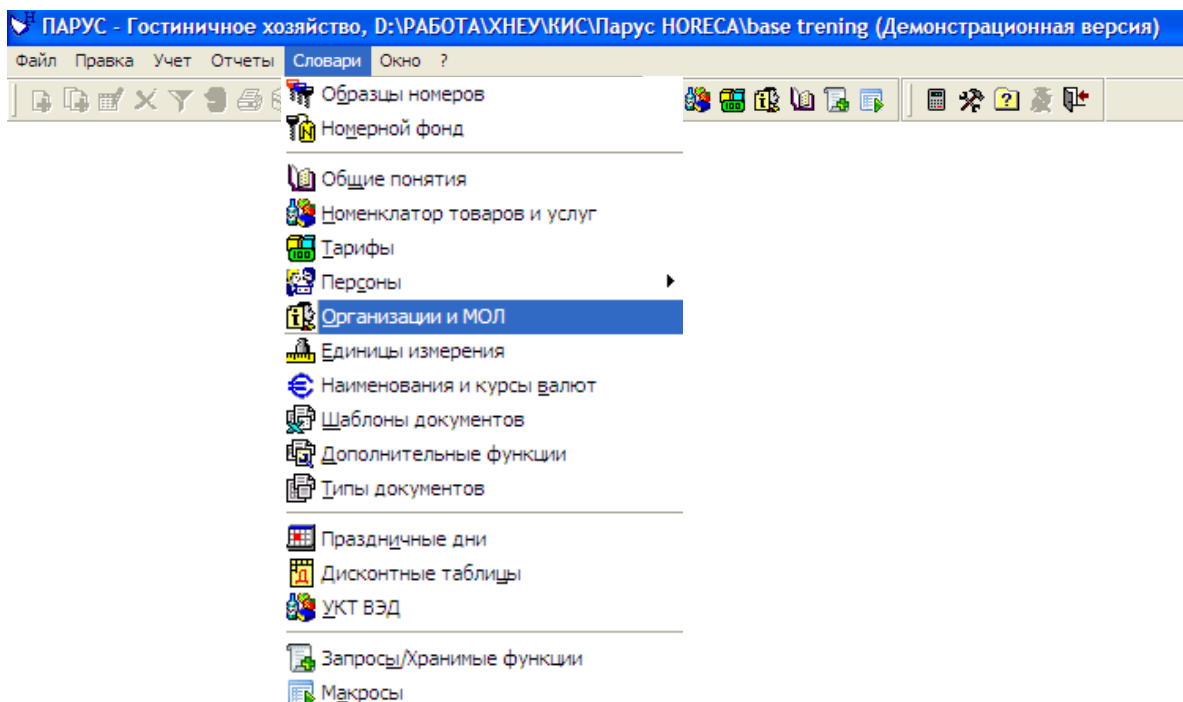 ПАРУС - Гостиничное хозяйство, D:\РАБОТА\ХНЕУ\КИС\Парус HORECA\base trening (Демонстрационная версия)
Файл Правка Учет Отчеты Словари Окно ?
Образцы номеров
Номерной фонд
Общие понятия
Номенклатор товаров и услуг
Тарифы
Персоны
Организации и МОЛ
Единицы измерения
Наименования и курсы валют
Шаблоны документов
Дополнительные функции
Типы документов
Праздничные дни
Дисконтные таблицы
УКТ ВЭД
Запросы/Хранимые функции
Макросы